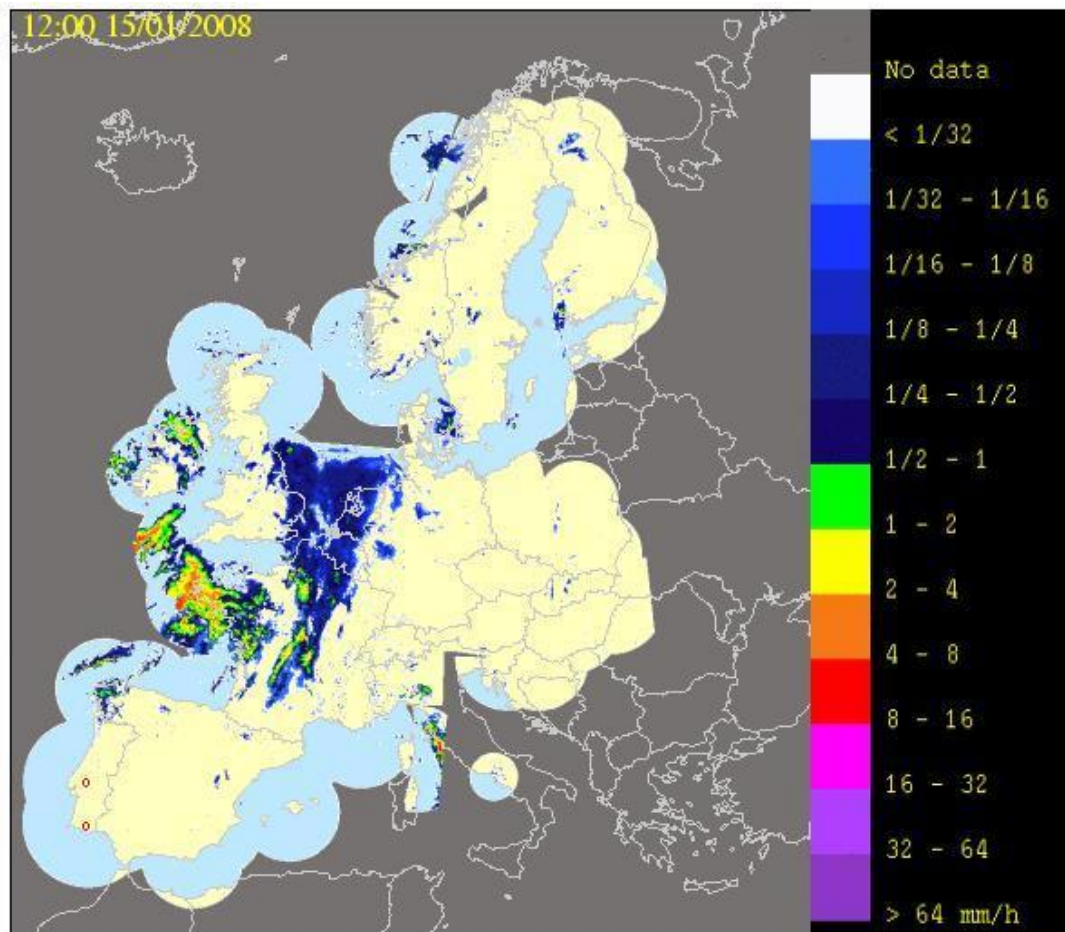 12:00 15/01/2008
No data
< 1/32
1/32 - 1/16
1/16 - 1/8
1/8 - 1/4
1/4 - 1/2
1/2 - 1
1 - 2
2 - 4
4 - 8
8 - 16
16 - 32
32 - 64
> 64 mm/h
0
0